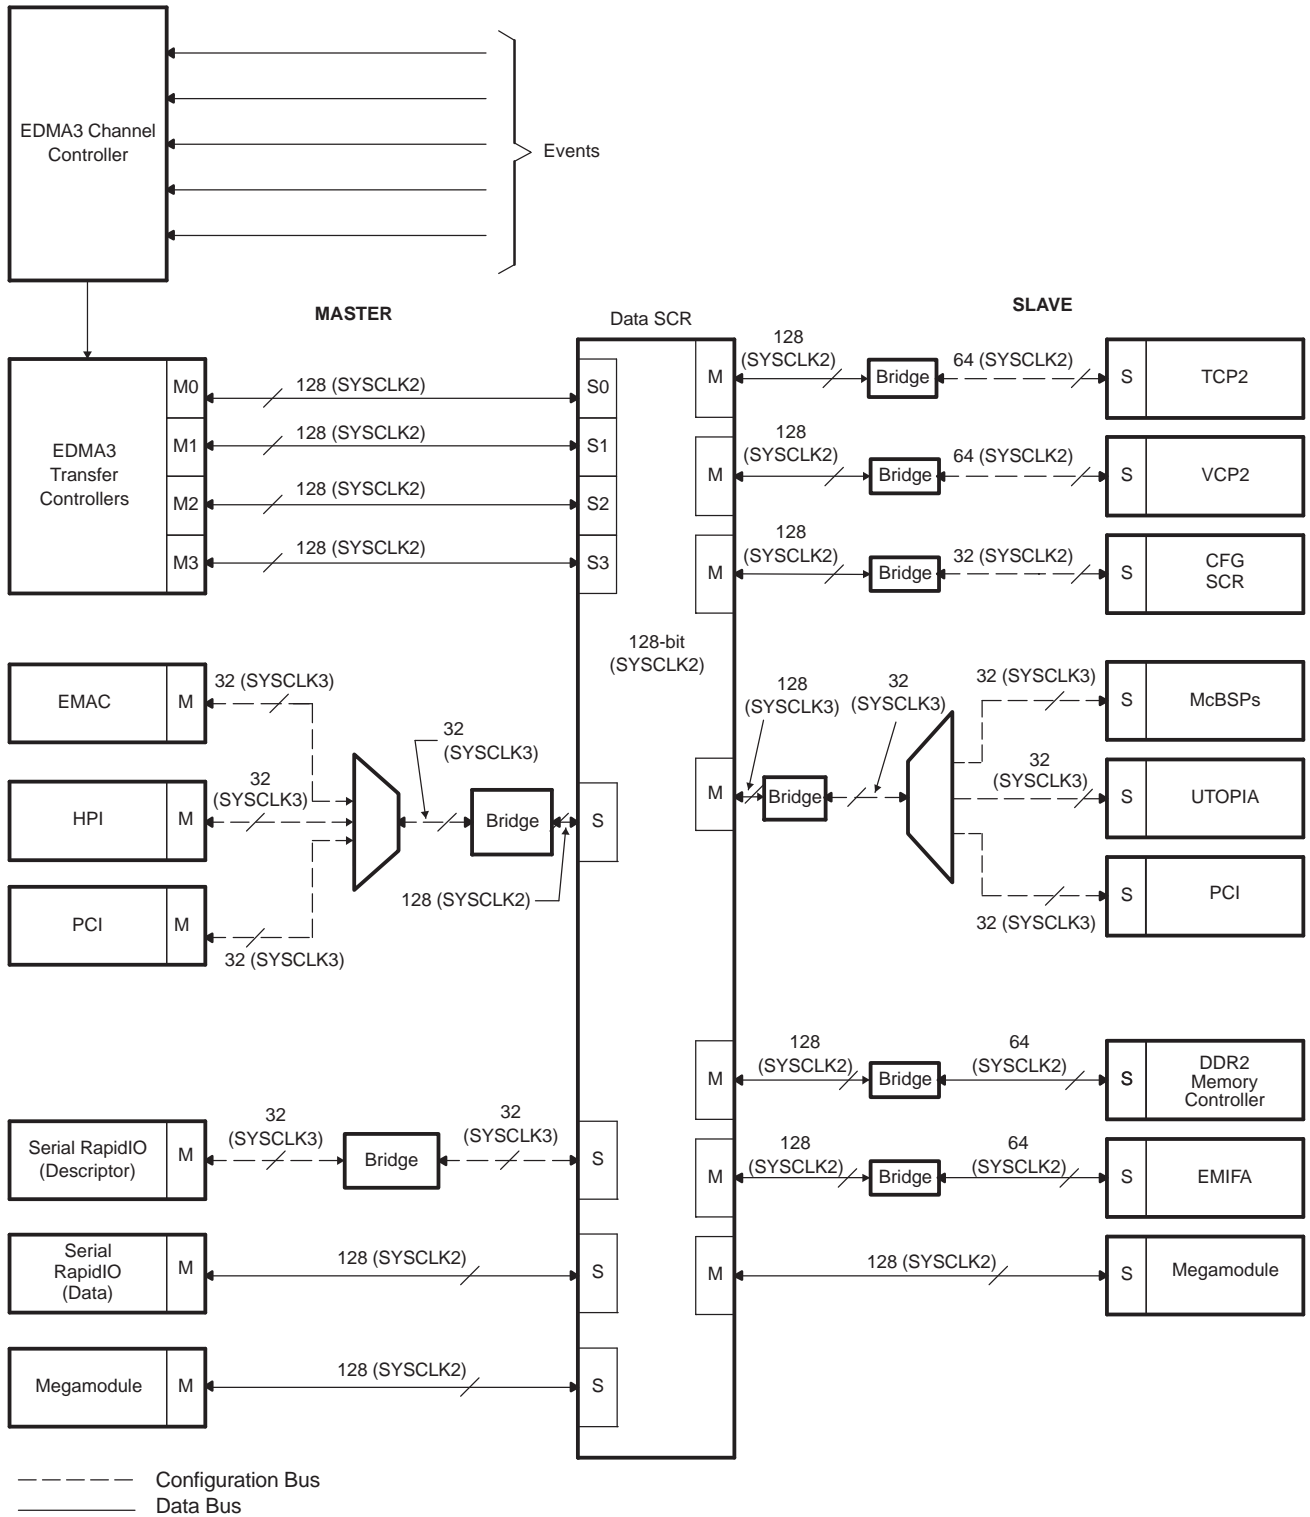 EDMA3 Channel
Controller
Events
MASTER
SLAVE
Data SCR
EDMA3
Transfer
Controllers
M0
128 (SYSCLK2)
S0
M1
128 (SYSCLK2)
S1
M2
128 (SYSCLK2)
S2
M3
128 (SYSCLK2)
S3
128-bit
(SYSCLK2)
M
128
(SYSCLK2)
Bridge
64 (SYSCLK2)
S
TCP2
M
128
(SYSCLK2)
Bridge
64 (SYSCLK2)
S
VCP2
M
128
(SYSCLK2)
Bridge
32 (SYSCLK2)
S
CFG
SCR
EMAC
M
32 (SYSCLK3)
HPI
M
32
(SYSCLK3)
PCI
M
32 (SYSCLK3)
32
(SYSCLK3)
Bridge
128 (SYSCLK2)
S
M
128
(SYSCLK3)
Bridge
32
(SYSCLK3)
32 (SYSCLK3)
S
McBSPs
32
(SYSCLK3)
S
UTOPIA
32 (SYSCLK3)
S
PCI
M
128
(SYSCLK2)
Bridge
64
(SYSCLK2)
S
DDR2
Memory
Controller
Serial RapidIO
(Descriptor)
M
32
(SYSCLK3)
Bridge
32
(SYSCLK3)
S
M
128
(SYSCLK2)
Bridge
64
(SYSCLK2)
S
EMIFA
Serial
RapidIO
(Data)
M
128 (SYSCLK2)
S
M
128 (SYSCLK2)
S
Megamodule
Megamodule
M
128 (SYSCLK2)
S
Configuration Bus
Data Bus